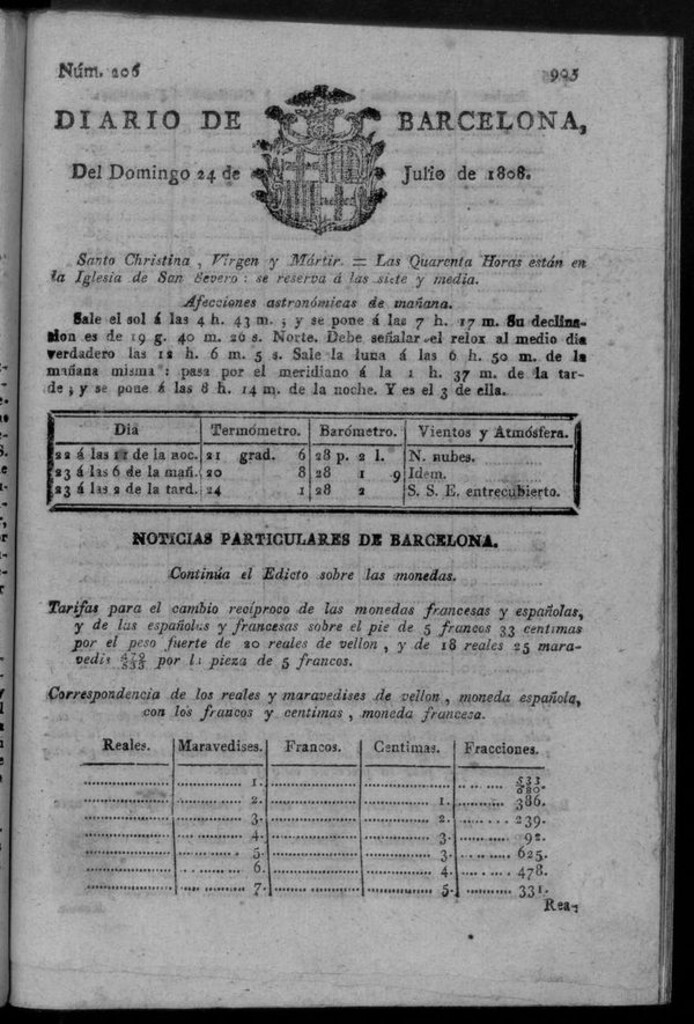 Núm. 206 905
DIARIO DE BARCELONA,
Del Domingo 24 de Julio de 1808.
Santo Christina , Virgen y Mártir. = Las Quarenta Horas están en
la Iglesia de San Severo : se reserva á las siete y media.
Afecciones astronómicas de mañana.
Sale el sol á las 4 h. 43 m. ; y se pone á las 7 h. 17 m. Su declina-
cion es de 19 g. 40 m. 26 s. Norte. Debe señalar el relox al medio dia
verdadero las 12 h. 6 m. 5 s. Sale la luna á las 6 h. 50 m. de la
mañana misma : pasa por el meridiano á la 1 h. 37 m. de la tar-
de ; y se pone á las 8 h. 14 m. de la noche. Y es el 3 de ella.
Dia Termómetro. Barómetro. Vientos y Atmósfera.
22 á las 11 de la noc. 21 grad. 6 28 p. 2 l. N. nubes.
23 á las 6 de la mañ. 20 8 28 1 9 Idem.
23 á las 2 de la tard. 24 1 28 2 S. S. E. entrecubierto.
NOTICIAS PARTICULARES DE BARCELONA.
Continúa el Edicto sobre las monedas.
Tarifas para el cambio recíproco de las monedas francesas y españolas,
y de las españolas y francesas sobre el pie de 5 francos 33 centimas
por el peso fuerte de 20 reales de vellon , y de 18 reales 25 mara-
vedis 479/533 por la pieza de 5 francos.
Correspondencia de los reales y maravedises de vellon , moneda española,
con los francos y centimas , moneda francesa.
Reales. Maravedises. Francos. Centimas. Fracciones.
1. 533/680.
2. 1. 386.
3. 2. 239.
4. 3. 92.
5. 3. 625.
6. 4. 478.
7. 5. 331.
Rea-